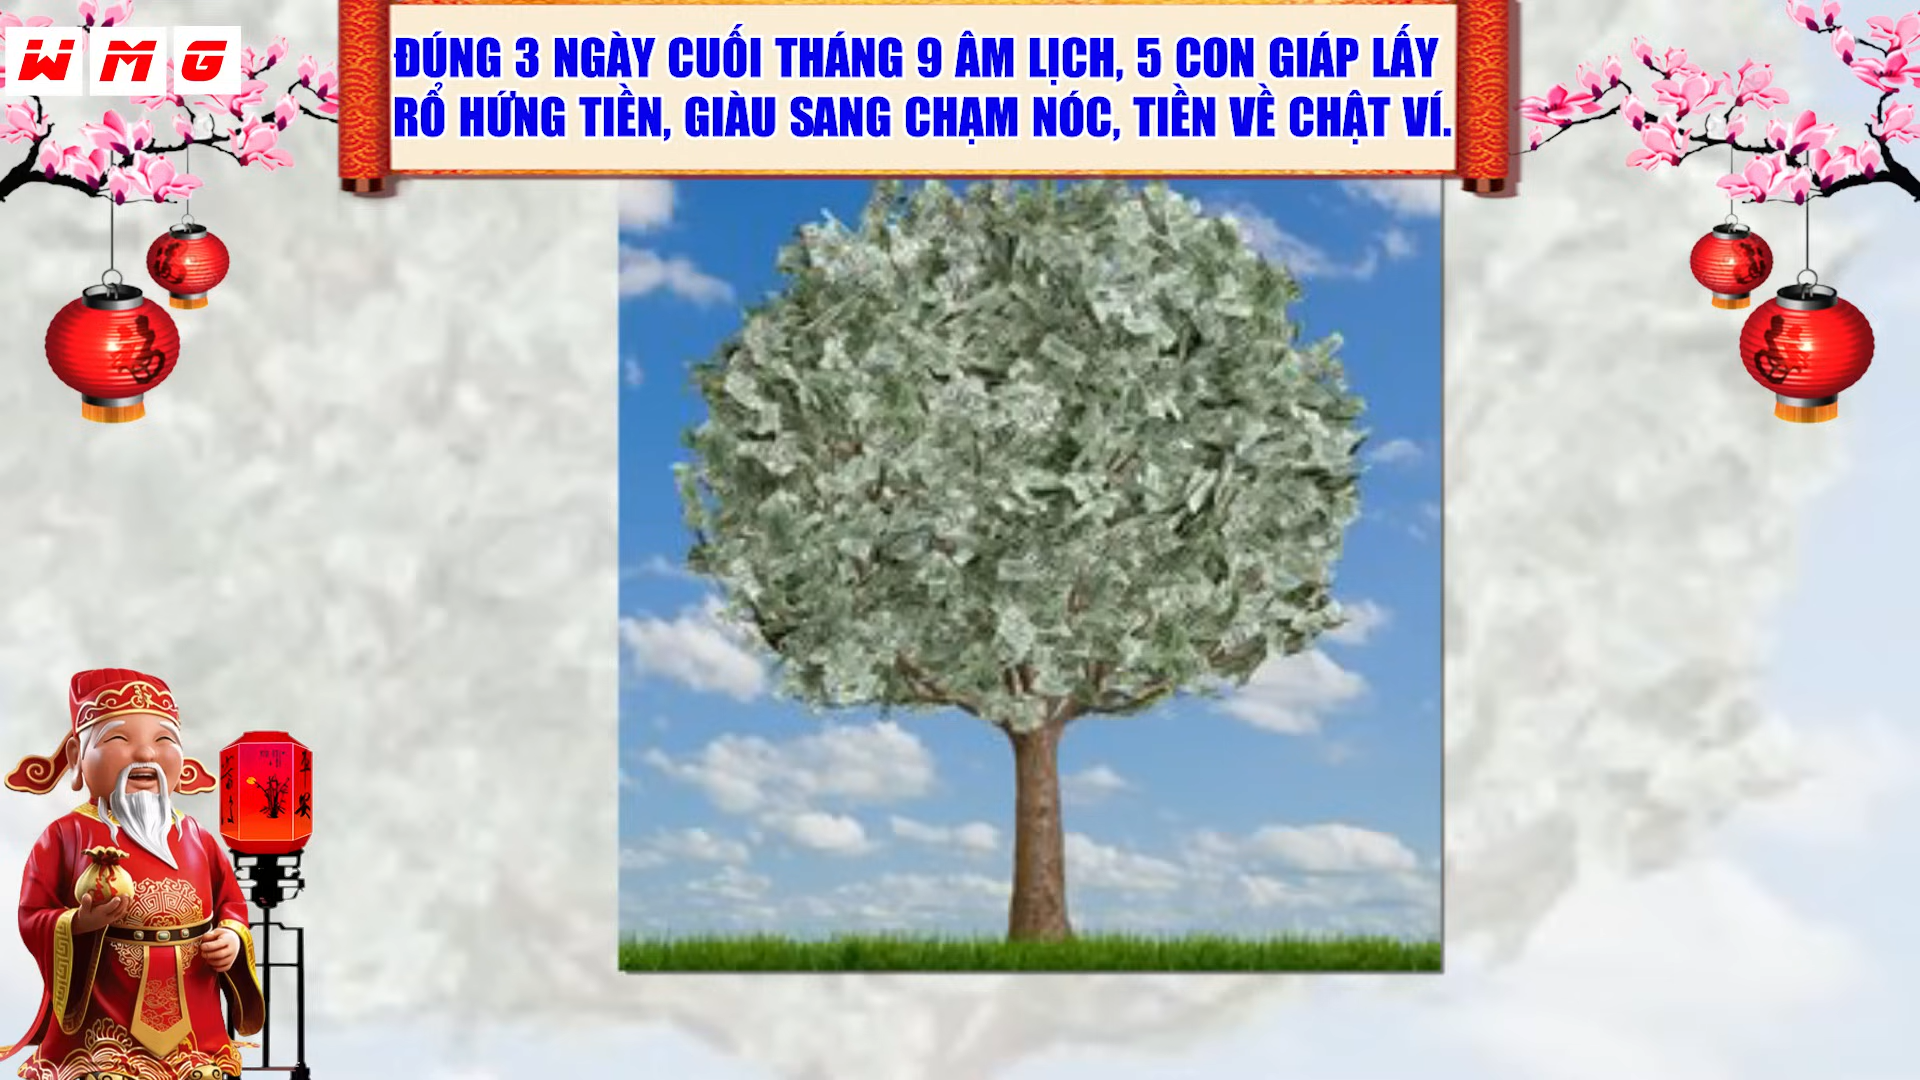 WMG
ĐÚNG 3 NGÀY CUỐI THÁNG 9 ÂM LỊCH, 5 CON GIÁP LẤY
RỔ HỨNG TIỀN, GIÀU SANG CHẠM NÓC, TIỀN VỀ CHẬT VÍ.